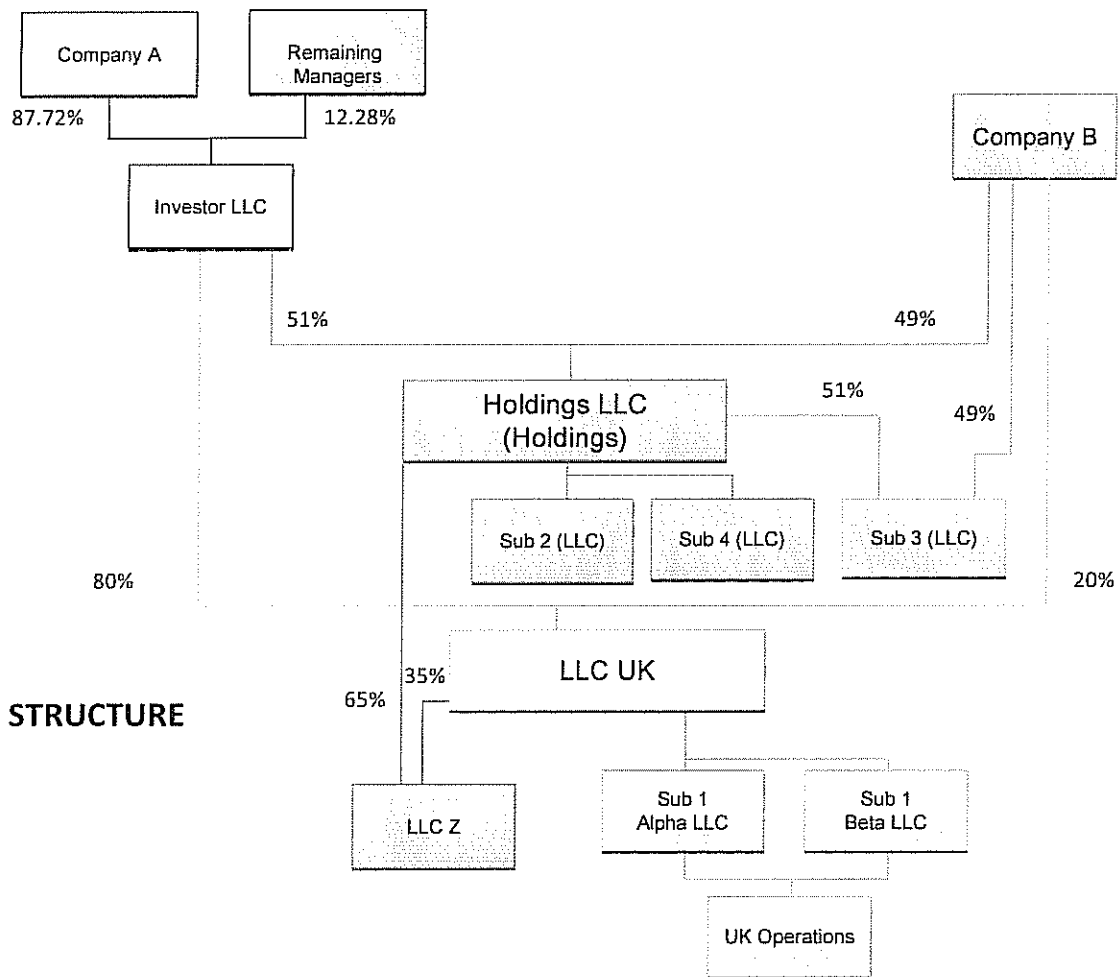 Company A
Remaining
Managers
87.72%
12.28%
Company B
Investor LLC
51%
49%
Holdings LLC
(Holdings)
51%
49%
Sub 2 (LLC)
Sub 4 (LLC)
Sub 3 (LLC)
80%
20%
LLC UK
35%
65%
STRUCTURE
LLC Z
Sub 1
Alpha LLC
Sub 1
Beta LLC
UK Operations